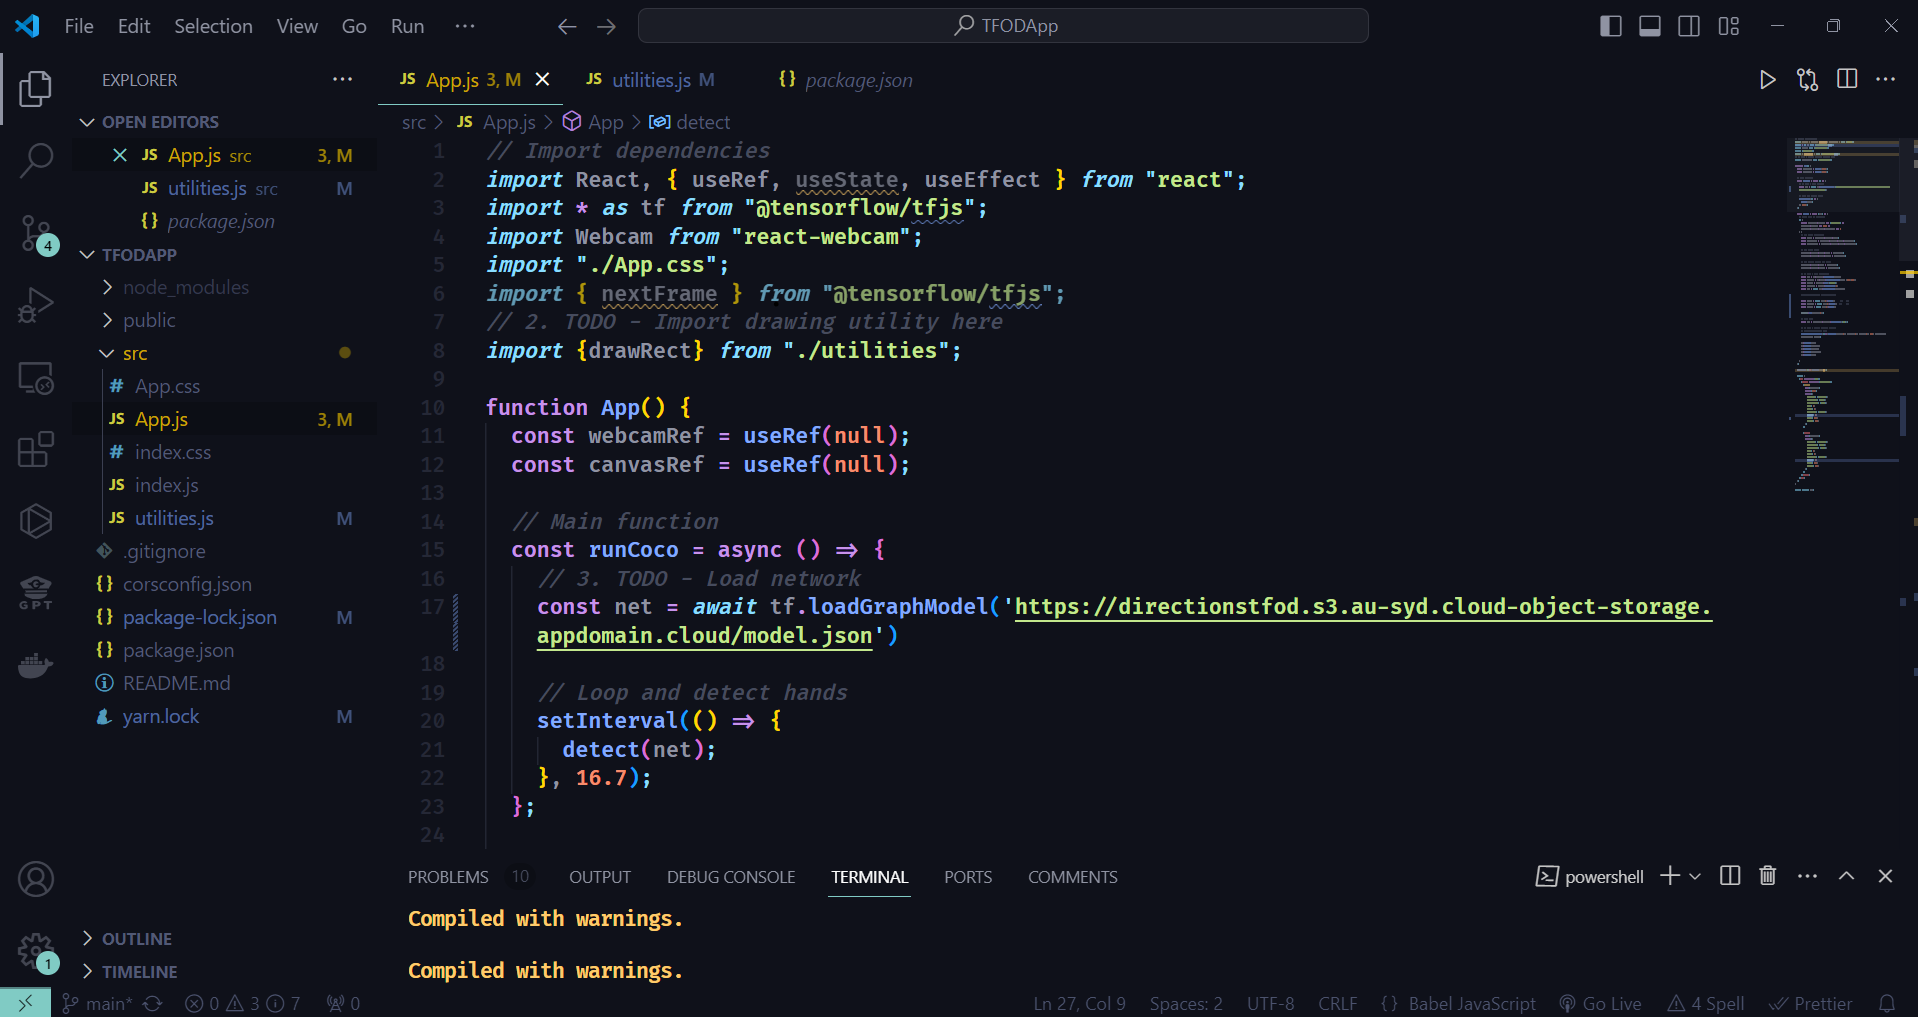 File Edit Selection View Go Run ··· TFODApp
EXPLORER ···
OPEN EDITORS
JS App.js src 3, M
JS utilities.js src M
{} package.json
TFODAPP
node_modules
public
src
# App.css
JS App.js 3, M
# index.css
JS index.js
JS utilities.js M
.gitignore
{} corsconfig.json
{} package-lock.json M
{} package.json
README.md
yarn.lock M
OUTLINE
TIMELINE
4
GPT
1
JS App.js 3, M JS utilities.js M {} package.json
src > JS App.js > App > detect
1 // Import dependencies
2 import React, { useRef, useState, useEffect } from "react";
3 import * as tf from "@tensorflow/tfjs";
4 import Webcam from "react-webcam";
5 import "./App.css";
6 import { nextFrame } from "@tensorflow/tfjs";
7 // 2. TODO - Import drawing utility here
8 import {drawRect} from "./utilities";
9
10 function App() {
11 const webcamRef = useRef(null);
12 const canvasRef = useRef(null);
13
14 // Main function
15 const runCoco = async () => {
16 // 3. TODO - Load network
17 const net = await tf.loadGraphModel('https://directionstfod.s3.au-syd.cloud-object-storage.
appdomain.cloud/model.json')
18
19 // Loop and detect hands
20 setInterval(() => {
21 detect(net);
22 }, 16.7);
23 };
24
PROBLEMS 10 OUTPUT DEBUG CONSOLE TERMINAL PORTS COMMENTS powershell
Compiled with warnings.
Compiled with warnings.
main* 0 3 7 0 Ln 27, Col 9 Spaces: 2 UTF-8 CRLF {} Babel JavaScript Go Live 4 Spell Prettier